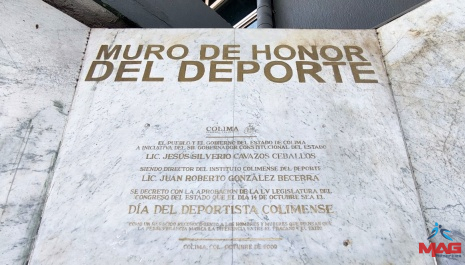 MURO DE HONOR
DEL DEPORTE
COLIMA
EL PUEBLO Y EL GOBIERNO DEL ESTADO DE COLIMA
A INICIATIVA DEL SR. GOBERNADOR CONSTITUCIONAL DEL ESTADO
LIC. JESÚS SILVERIO CAVAZOS CEBALLOS
SIENDO DIRECTOR DEL INSTITUTO COLIMENSE DEL DEPORTE
LIC. JUAN ROBERTO GONZÁLEZ BECERRA
SE DECRETO CON LA APROBACIÓN DE LA LV LEGISLATURA DEL
CONGRESO DEL ESTADO QUE EL DIA 14 DE OCTUBRE SEA EL
DÍA DEL DEPORTISTA COLIMENSE
COLIMA, COL. OCTUBRE DE
MAG